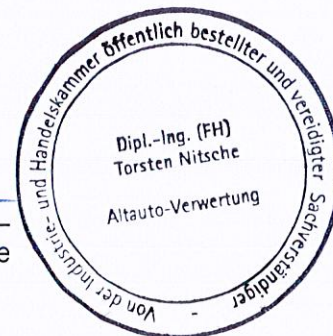 Von der Industrie- und Handelskammer öffentlich bestellter und vereidigter Sachverständiger -
Dipl.-Ing. (FH)
Torsten Nitsche
Altauto-Verwertung
e